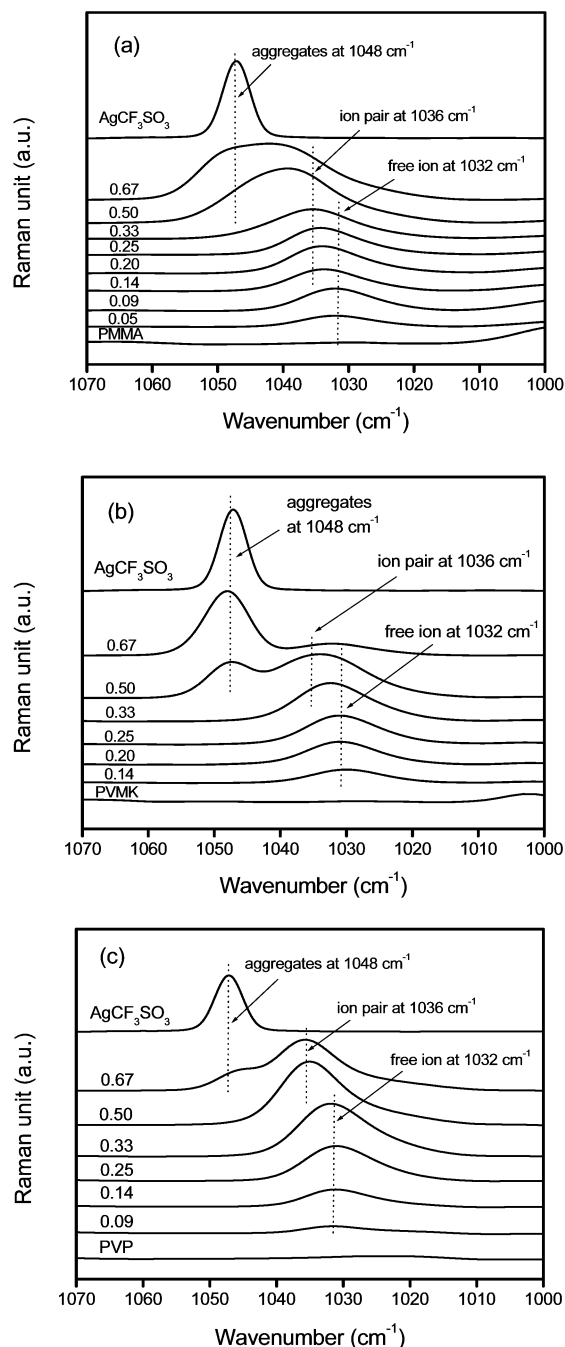 (a)
aggregates at 1048 cm⁻¹
AgCF₃SO₃
ion pair at 1036 cm⁻¹
free ion at 1032 cm⁻¹
0.67
0.50
0.33
0.25
0.20
0.14
0.09
0.05
PMMA
Raman unit (a.u.)
1070 1060 1050 1040 1030 1020 1010 1000
Wavenumber (cm⁻¹)
(b)
aggregates
at 1048 cm⁻¹
AgCF₃SO₃
ion pair at 1036 cm⁻¹
free ion at 1032 cm⁻¹
0.67
0.50
0.33
0.25
0.20
0.14
PVMK
Raman unit (a.u.)
1070 1060 1050 1040 1030 1020 1010 1000
Wavenumber (cm⁻¹)
(c)
aggregates at 1048 cm⁻¹
AgCF₃SO₃
ion pair at 1036 cm⁻¹
free ion at 1032 cm⁻¹
0.67
0.50
0.33
0.25
0.14
0.09
PVP
Raman unit (a.u.)
1070 1060 1050 1040 1030 1020 1010 1000
Wavenumber (cm⁻¹)